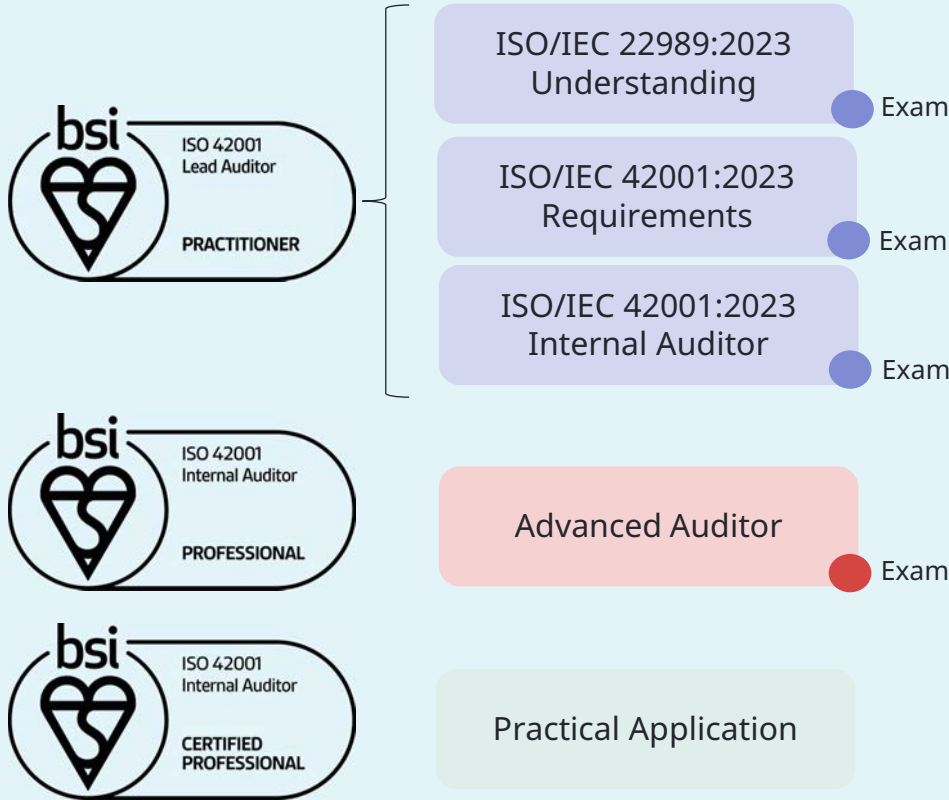 bsi
ISO 42001
Lead Auditor
PRACTITIONER
ISO/IEC 22989:2023
Understanding
Exam
ISO/IEC 42001:2023
Requirements
Exam
ISO/IEC 42001:2023
Internal Auditor
Exam
bsi
ISO 42001
Internal Auditor
PROFESSIONAL
Advanced Auditor
Exam
bsi
ISO 42001
Internal Auditor
CERTIFIED
PROFESSIONAL
Practical Application